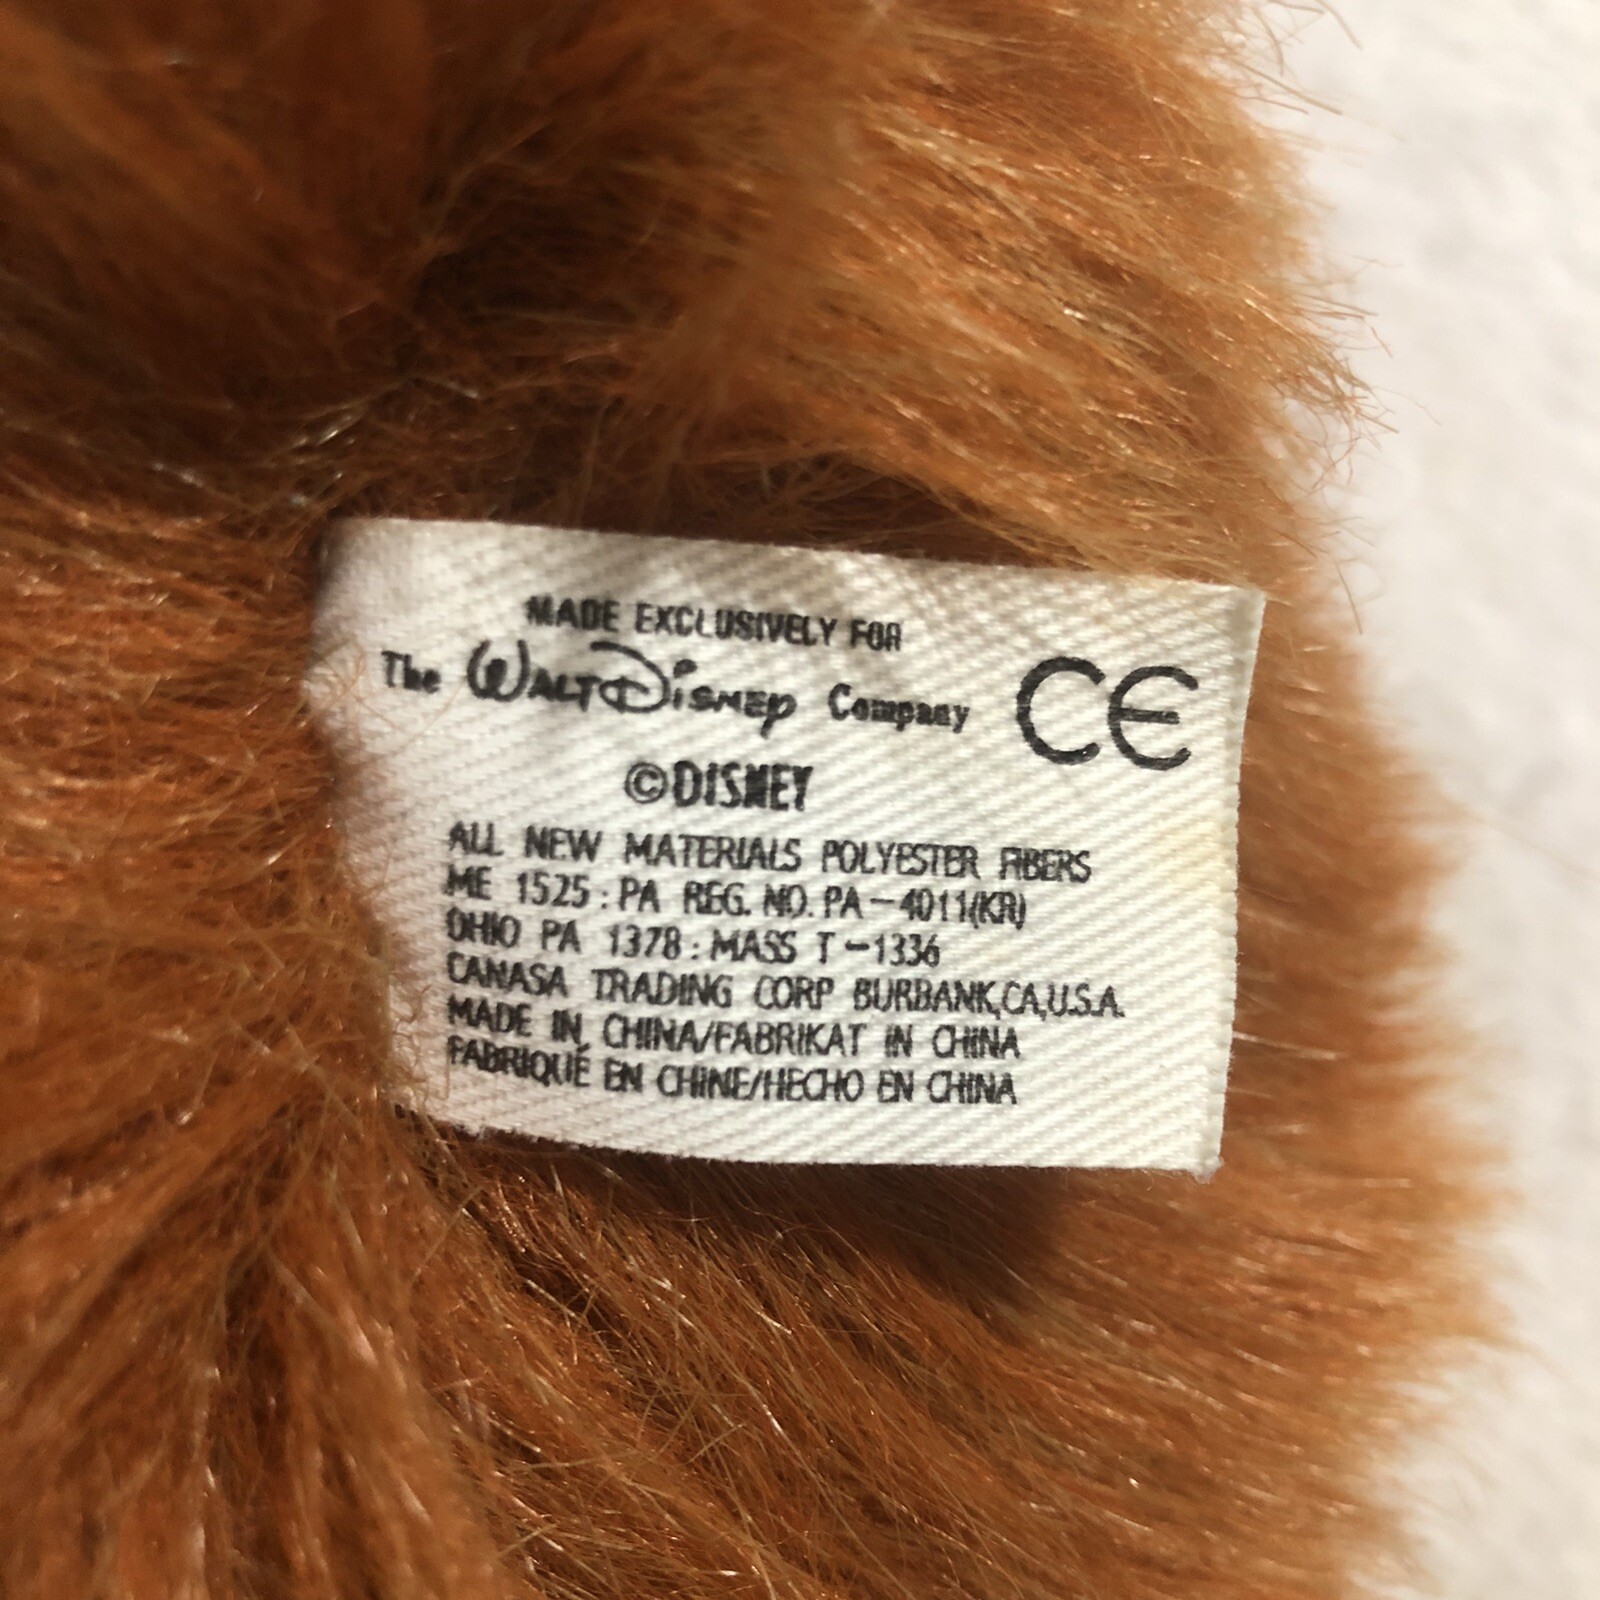 MADE EXCLUSIVELY FOR
The WALT DISNEY Company CE
©DISNEY
ALL NEW MATERIALS POLYESTER FIBERS
ME 1525 : PA REG. NO. PA-4011(KR)
OHIO PA 1378 : MASS T-1336
CANASA TRADING CORP BURBANK,CA,U.S.A.
MADE IN CHINA/FABRIKAT IN CHINA
FABRIQUÉ EN CHINE/HECHO EN CHINA